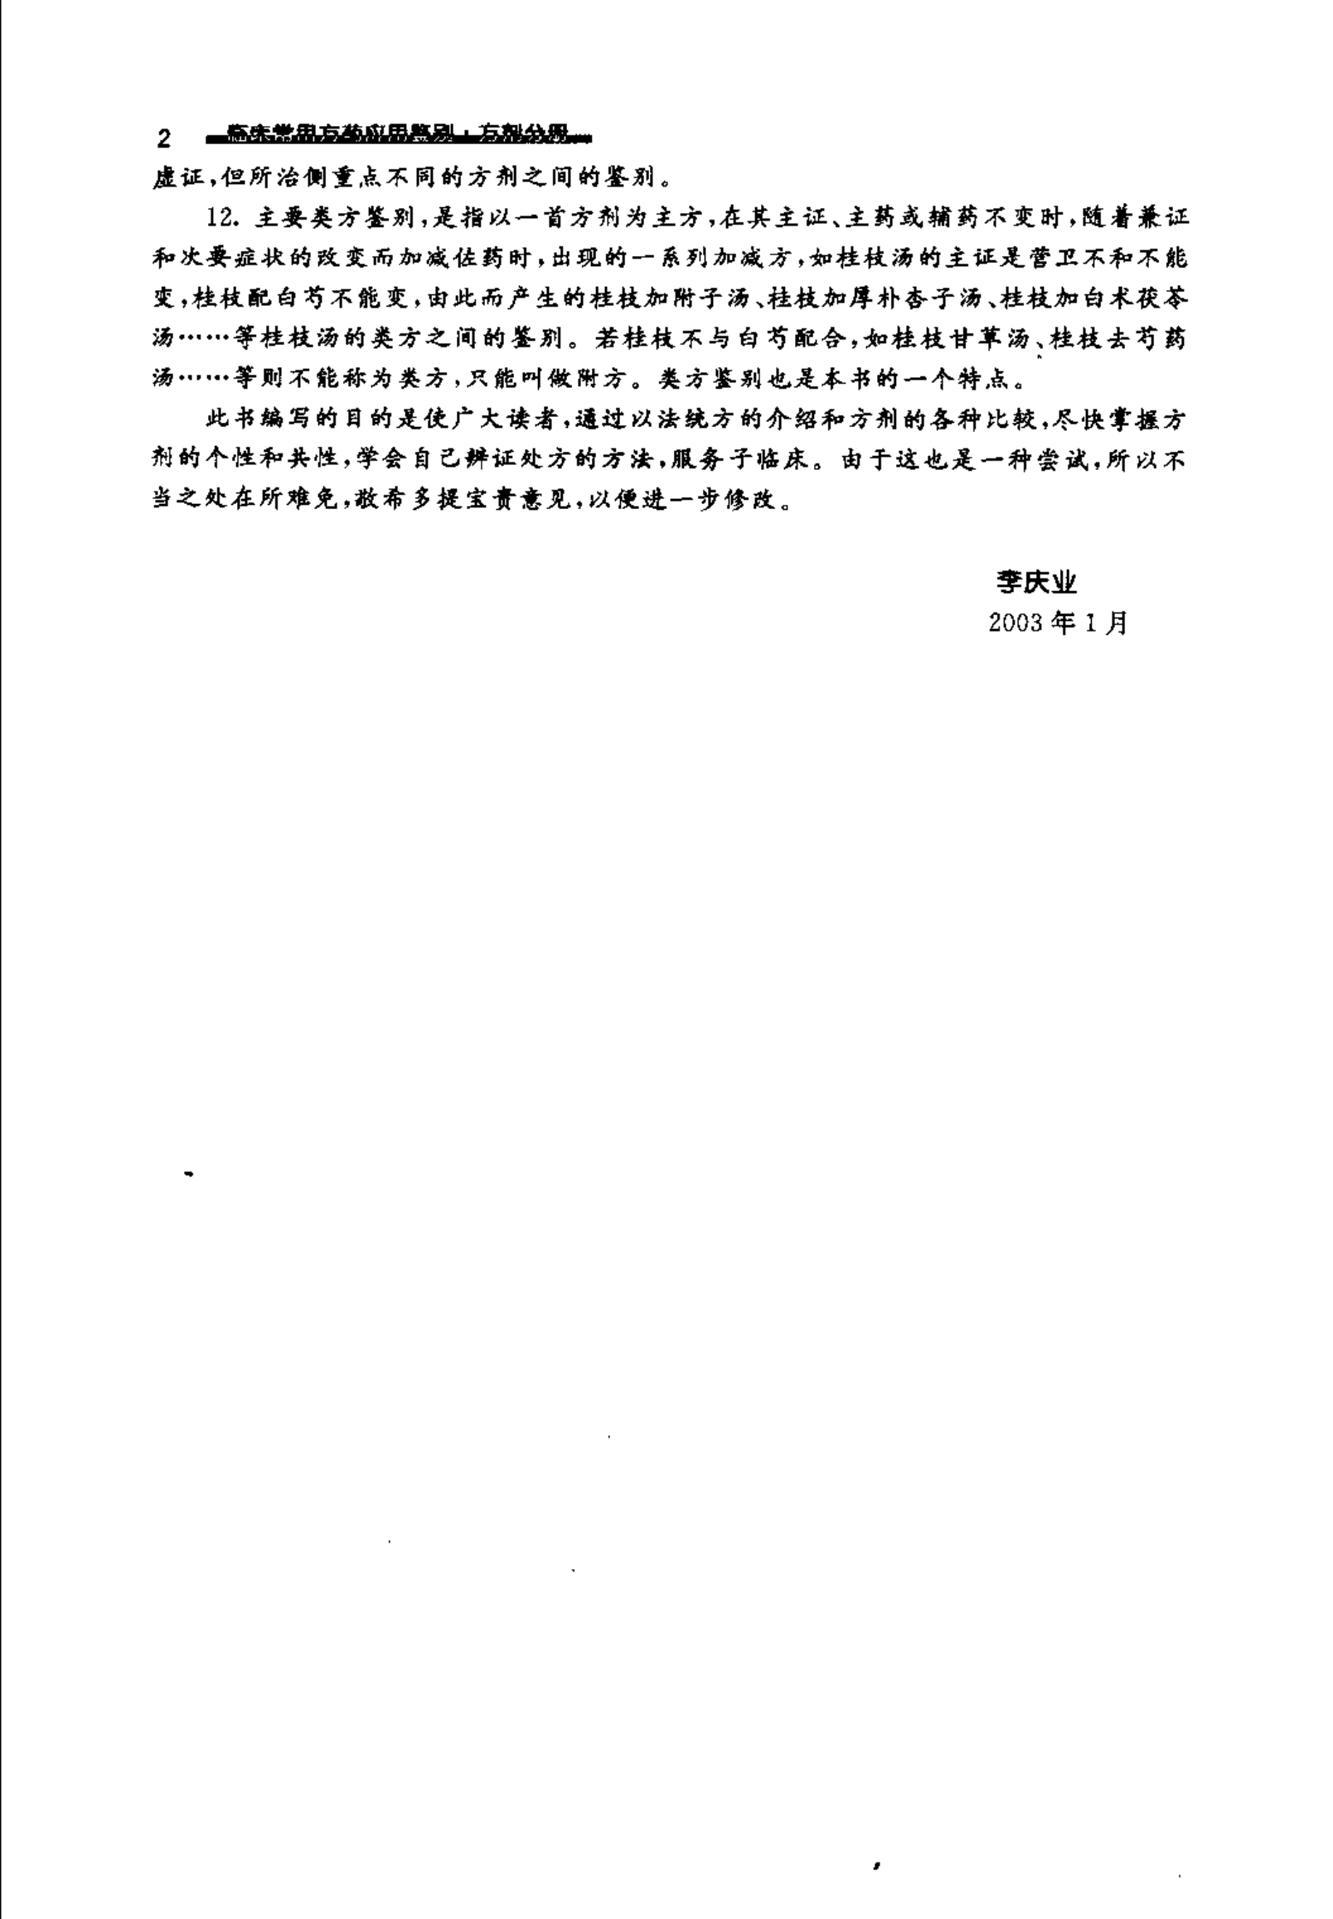 2 临床常用方药应用鉴别·方剂分册
虚证,但所治侧重点不同的方剂之间的鉴别。
12. 主要类方鉴别,是指以一首方剂为主方,在其主证、主药或辅药不变时,随着兼证
和次要症状的改变而加减佐药时,出现的一系列加减方,如桂枝汤的主证是营卫不和不能
变,桂枝配白芍不能变,由此而产生的桂枝加附子汤、桂枝加厚朴杏子汤、桂枝加白术茯苓
汤……等桂枝汤的类方之间的鉴别。若桂枝不与白芍配合,如桂枝甘草汤、桂枝去芍药
汤……等则不能称为类方,只能叫做附方。类方鉴别也是本书的一个特点。
此书编写的目的是使广大读者,通过以法统方的介绍和方剂的各种比较,尽快掌握方
剂的个性和共性,学会自己辨证处方的方法,服务于临床。由于这也是一种尝试,所以不
当之处在所难免,敬希多提宝贵意见,以便进一步修改。
李庆业
2003 年 1 月